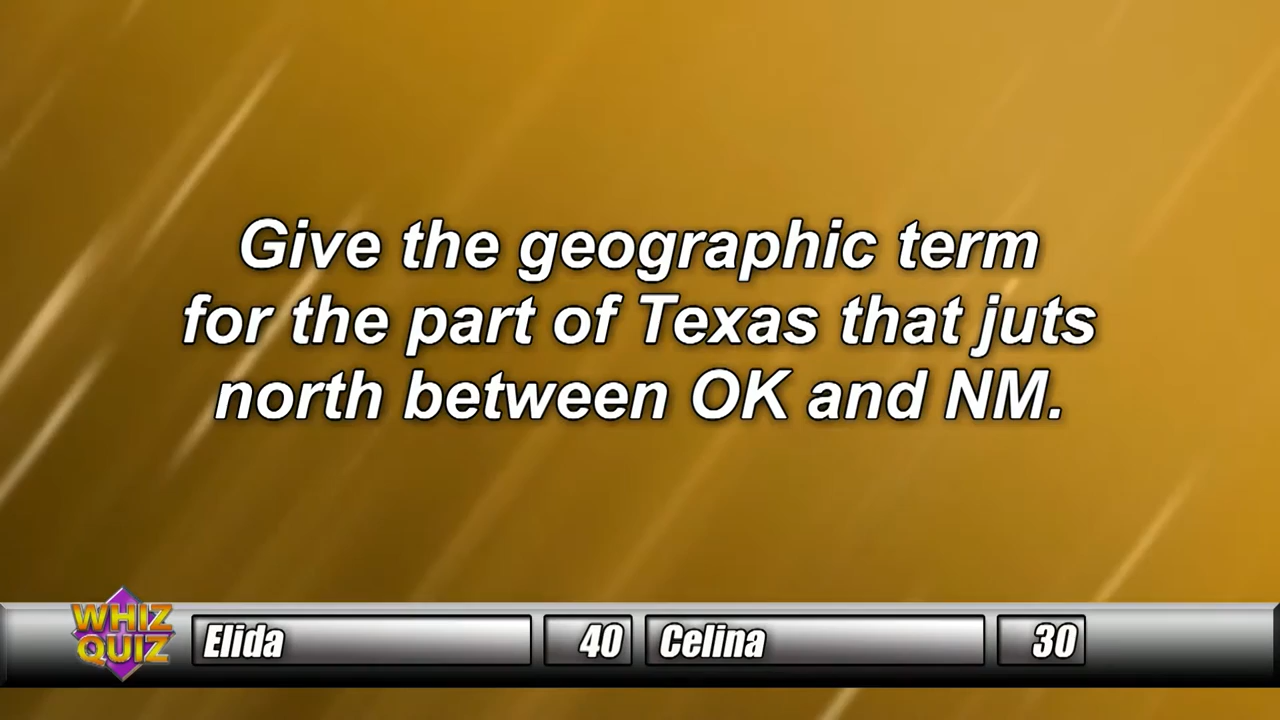 Give the geographic term
for the part of Texas that juts
north between OK and NM.
WHIZ
QUIZ
Elida 40 Celina 30